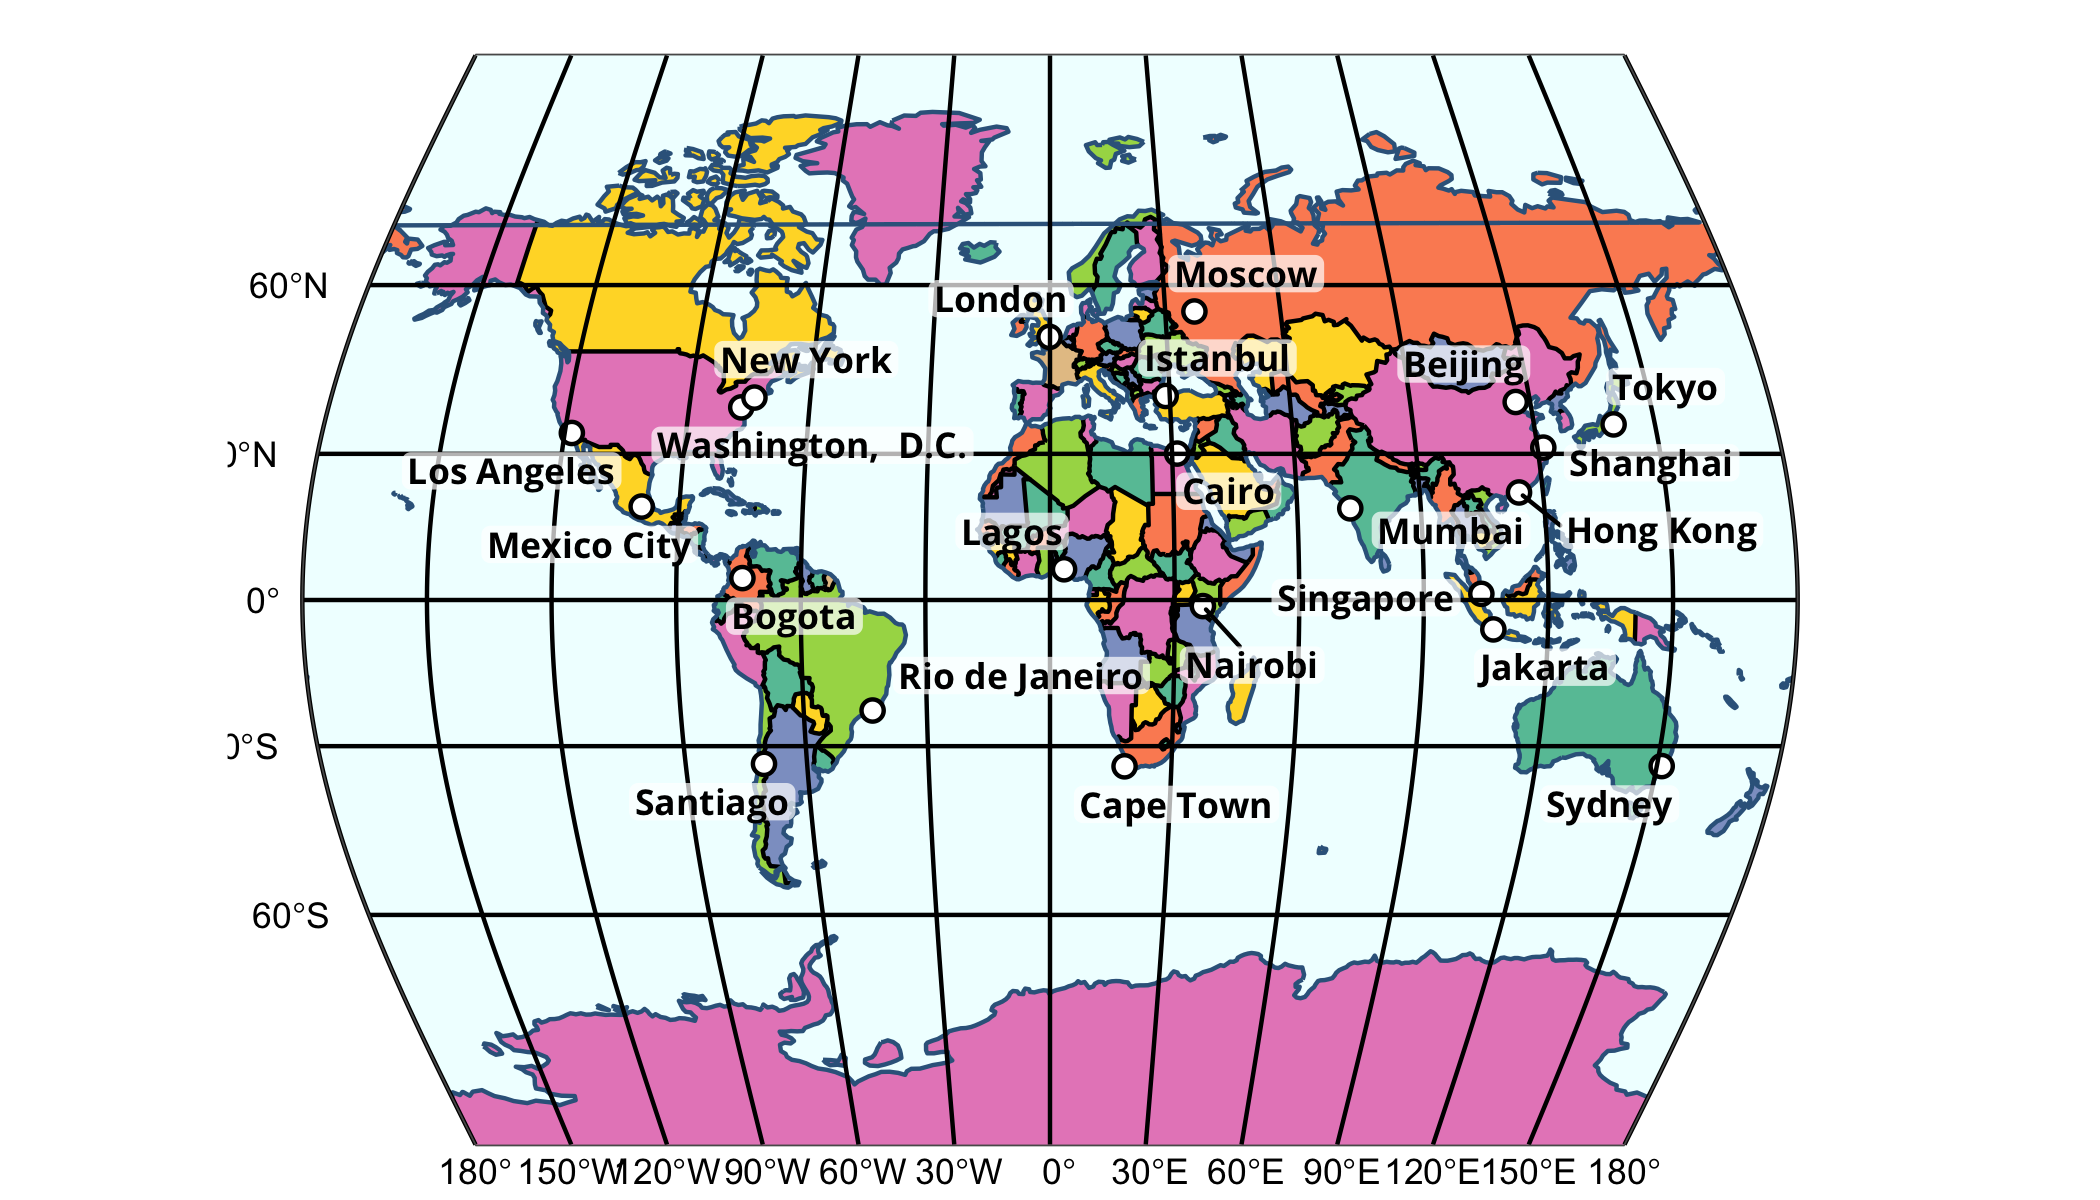 Moscow
60°N
London
New York
Istanbul
Beijing
Tokyo
Washington, D.C.
0°N
Los Angeles
Shanghai
Cairo
Mexico City
Lagos
Mumbai
Hong Kong
0°
Singapore
Bogota
Rio de Janeiro
Nairobi
Jakarta
0°S
Santiago
Cape Town
Sydney
60°S
180° 150°W 120°W 90°W 60°W 30°W 0° 30°E 60°E 90°E 120°E 150°E 180°